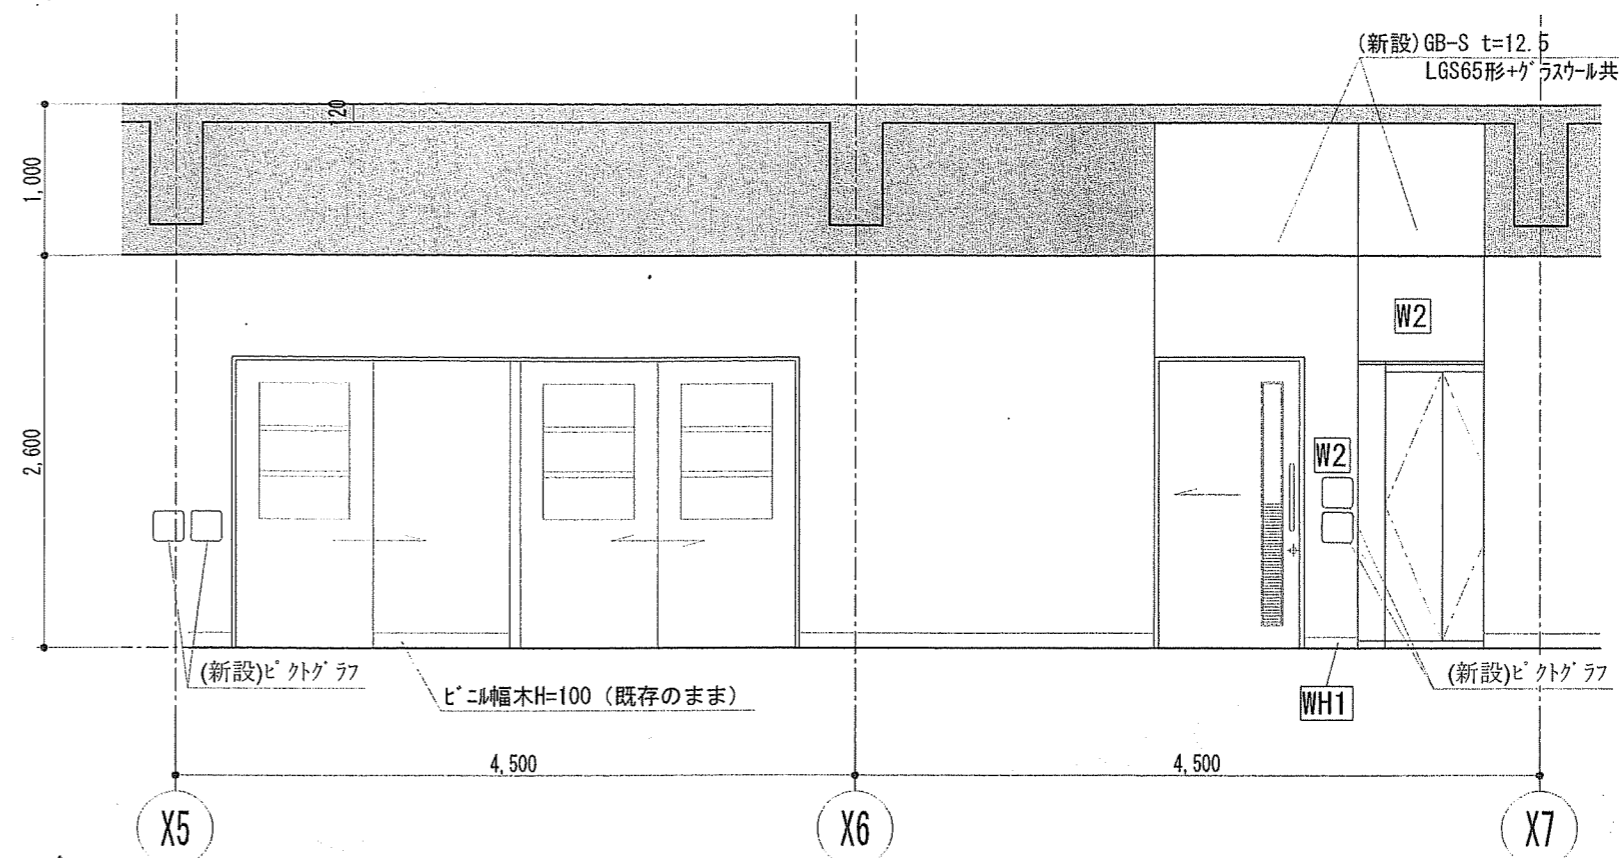 (新設)GB-S t=12.5
LGS65形+グラスウール共
120
1,000
W2
2,600
W2
(新設)ピクトグラフ
ビニル幅木H=100 (既存のまま)
(新設)ピクトグラフ
WH1
4,500
4,500
X5
X6
X7